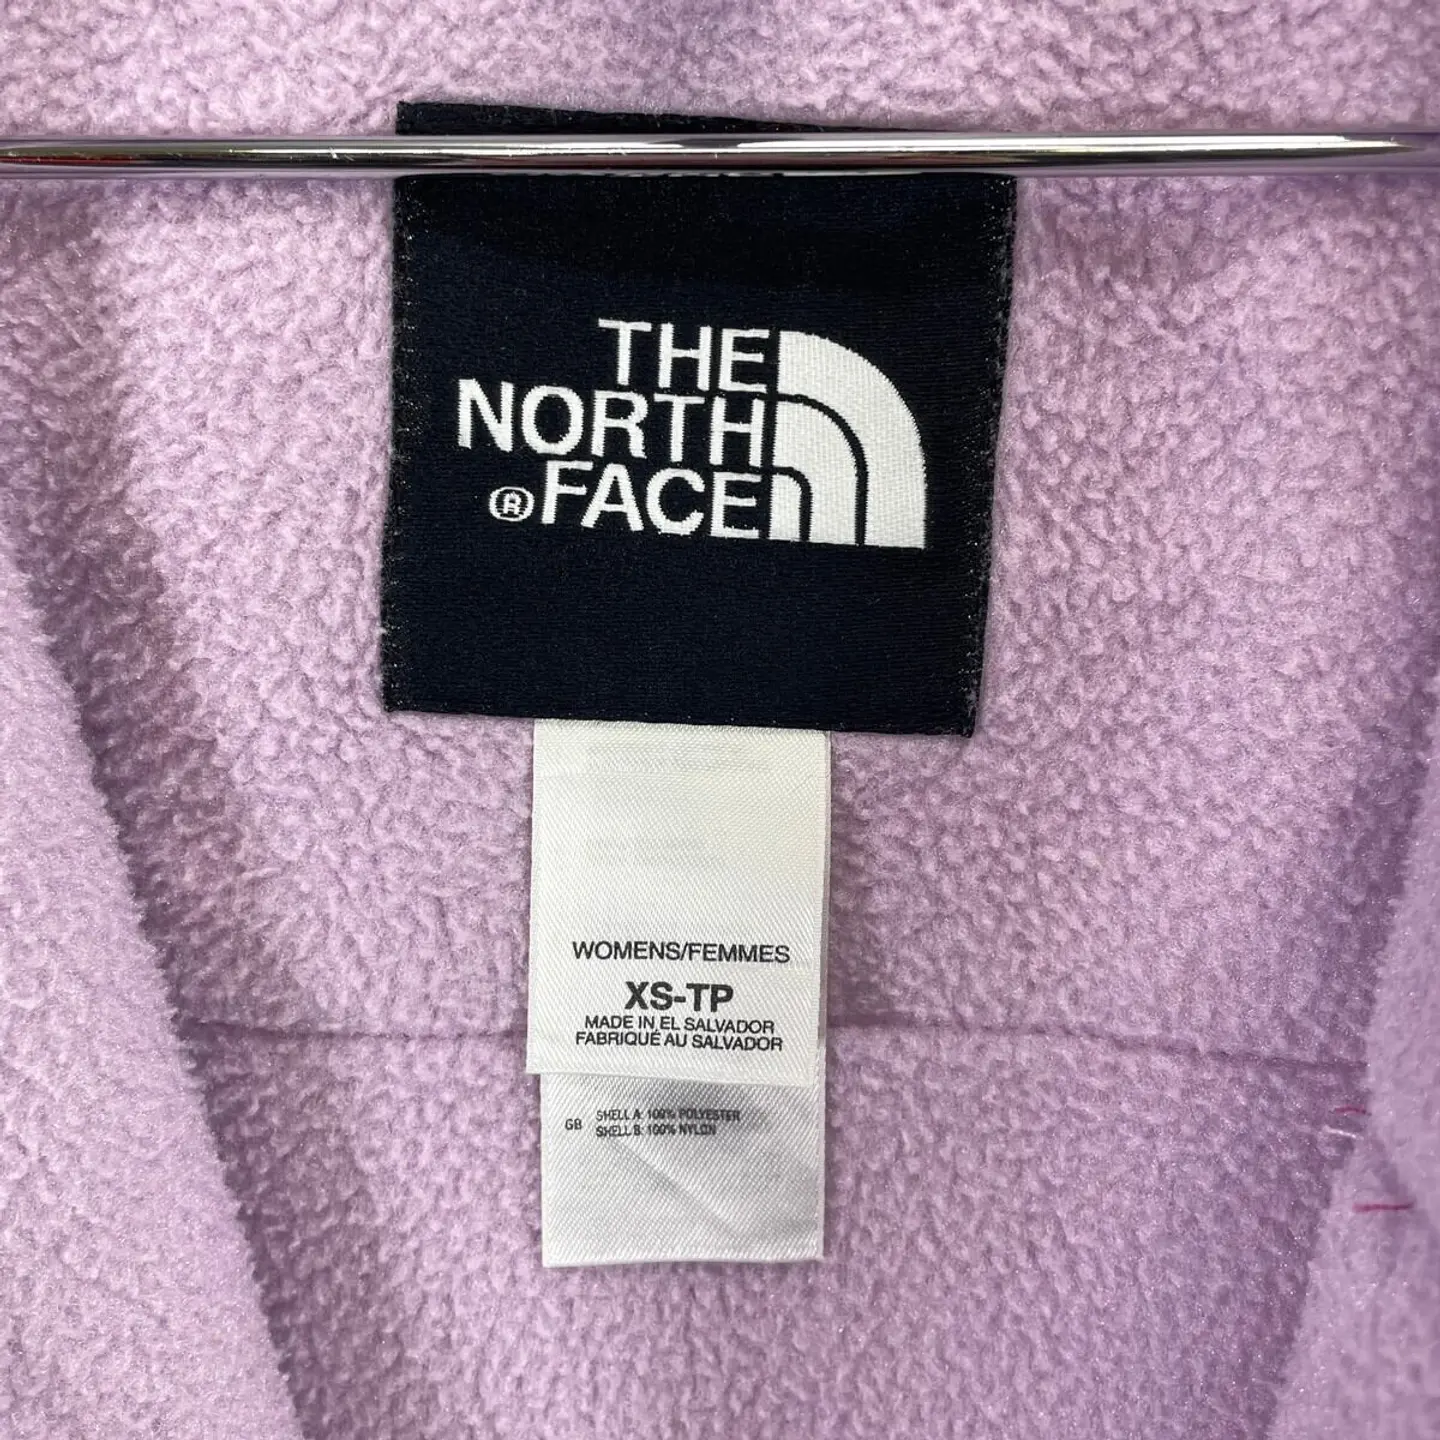 THE
NORTH
®FACE
WOMENS/FEMMES
XS-TP
MADE IN EL SALVADOR
FABRIQUÉ AU SALVADOR
GB SHELL A: 100% POLYESTER
SHELL B: 100% NYLON